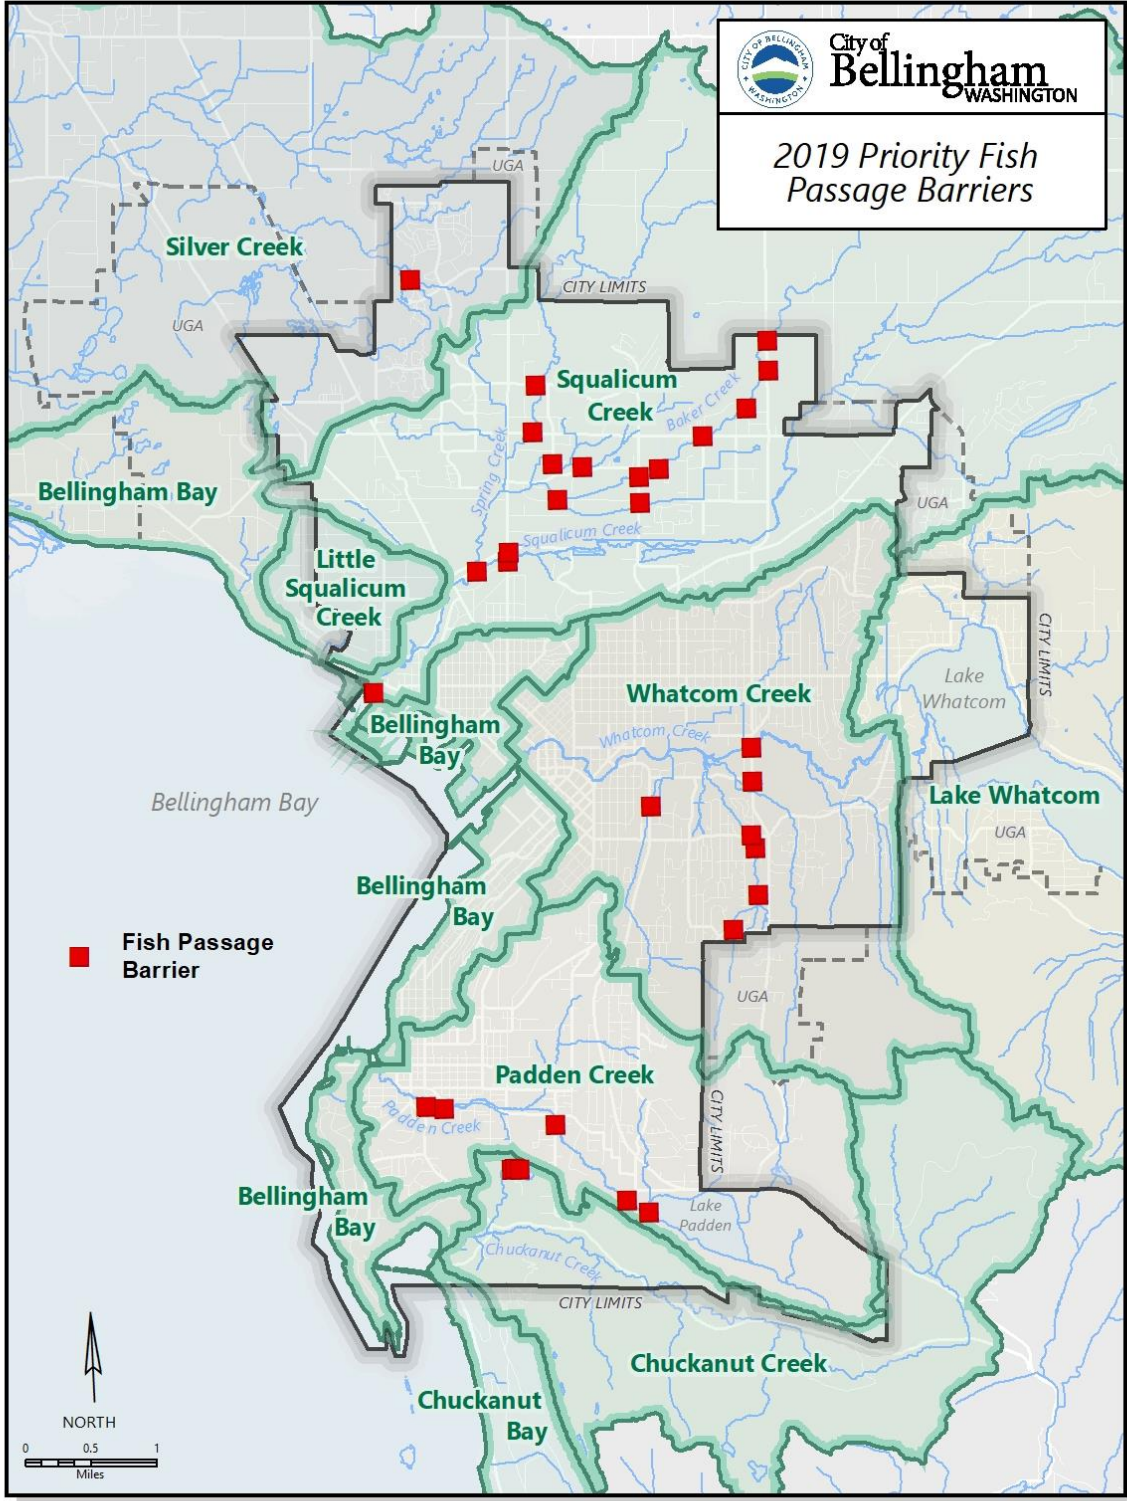 CITY OF BELLINGHAM
WASHINGTON
City of
Bellingham
WASHINGTON
2019 Priority Fish
Passage Barriers
UGA
Silver Creek
CITY LIMITS
UGA
Squalicum
Creek
Baker Creek
Spring Creek
Bellingham Bay
UGA
Squalicum Creek
Little
Squalicum
Creek
CITY LIMITS
Lake
Whatcom
Whatcom Creek
Bellingham
Bay
Whatcom Creek
Bellingham Bay
Lake Whatcom
UGA
Bellingham
Bay
Fish Passage
Barrier
UGA
Padden Creek
Padden Creek
CITY LIMITS
Bellingham
Bay
Lake
Padden
Chuckanut Creek
CITY LIMITS
Chuckanut Creek
Chuckanut
Bay
NORTH
0 0.5 1
Miles